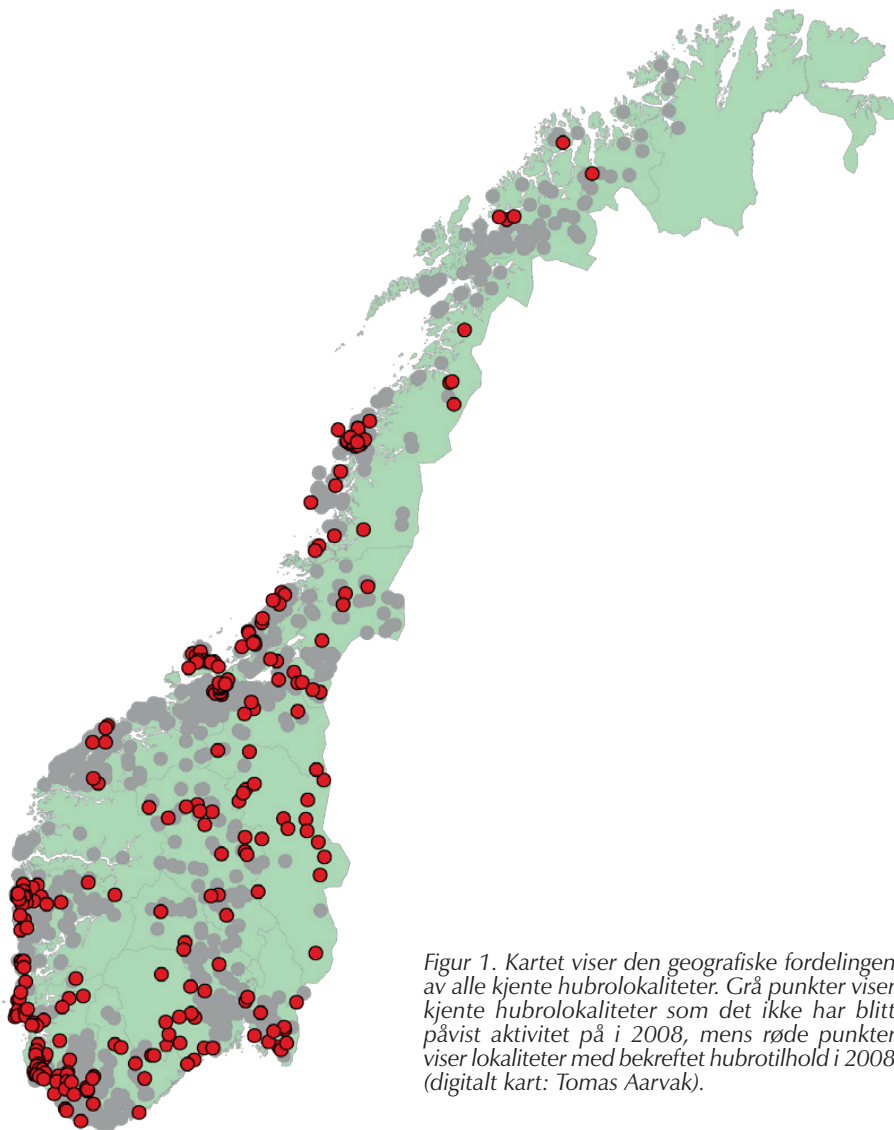 Figur 1. Kartet viser den geografiske fordelingen
av alle kjente hubrolokaliteter. Grå punkter viser
kjente hubrolokaliteter som det ikke har blitt
påvist aktivitet på i 2008, mens røde punkter
viser lokaliteter med bekreftet hubrotilhold i 2008
(digitalt kart: Tomas Aarvak).